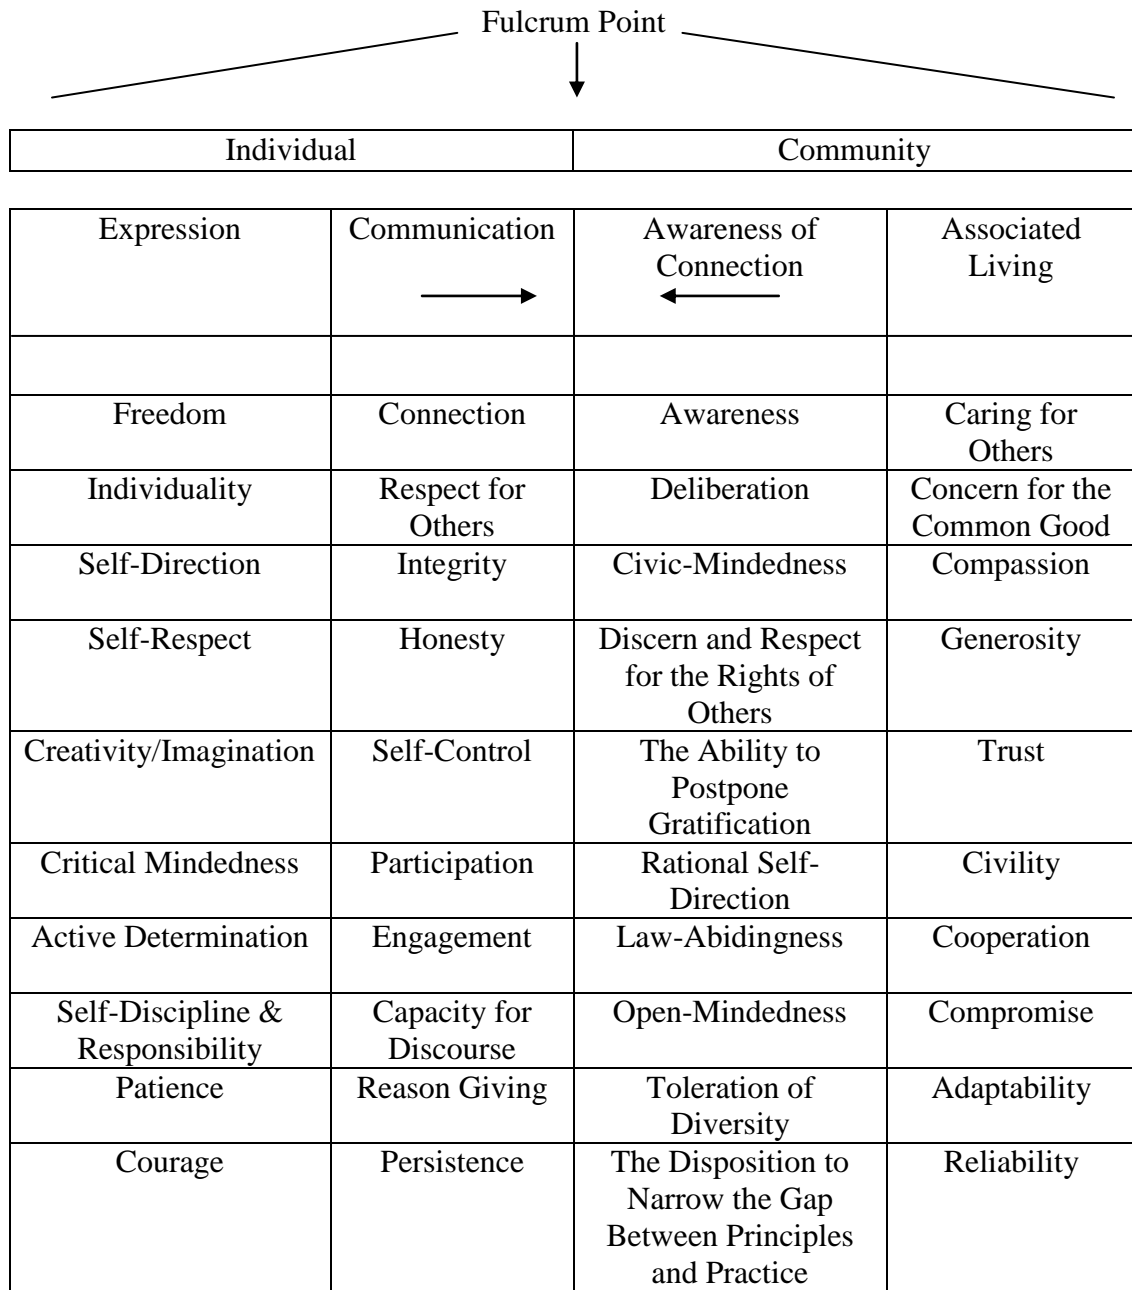 Fulcrum Point
Individual Community
Expression Communication Awareness of Associated
Connection Living
Freedom Connection Awareness Caring for
Others
Individuality Respect for Deliberation Concern for the
Others Common Good
Self-Direction Integrity Civic-Mindedness Compassion
Self-Respect Honesty Discern and Respect Generosity
for the Rights of
Others
Creativity/Imagination Self-Control The Ability to Trust
Postpone
Gratification
Critical Mindedness Participation Rational Self- Civility
Direction
Active Determination Engagement Law-Abidingness Cooperation
Self-Discipline & Capacity for Open-Mindedness Compromise
Responsibility Discourse
Patience Reason Giving Toleration of Adaptability
Diversity
Courage Persistence The Disposition to Reliability
Narrow the Gap
Between Principles
and Practice